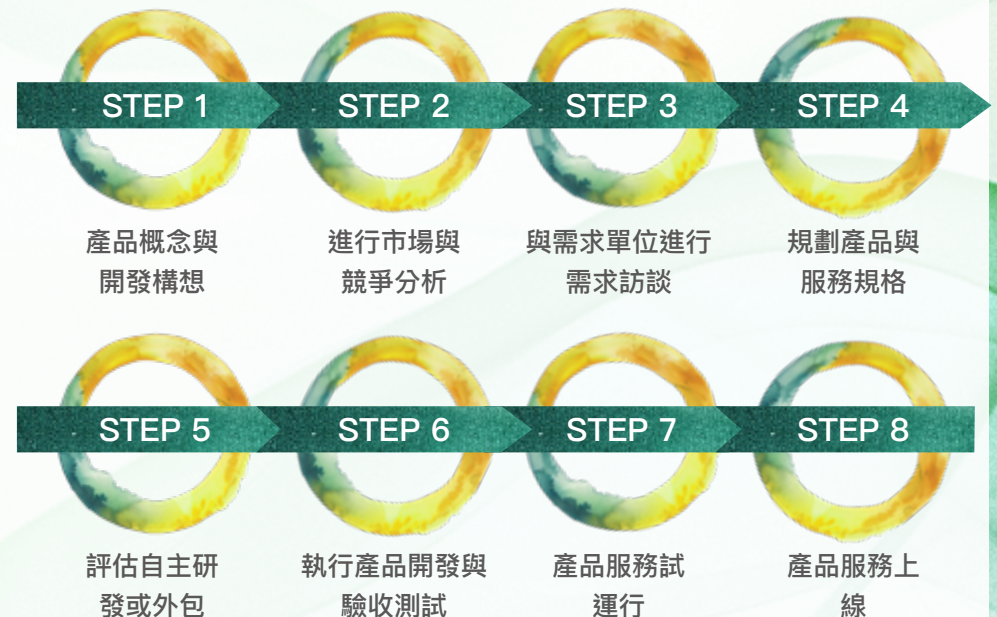 STEP 1
STEP 2
STEP 3
STEP 4
產品概念與
開發構想
進行市場與
競爭分析
與需求單位進行
需求訪談
規劃產品與
服務規格
STEP 5
STEP 6
STEP 7
STEP 8
評估自主研
發或外包
執行產品開發與
驗收測試
產品服務試
運行
產品服務上
線